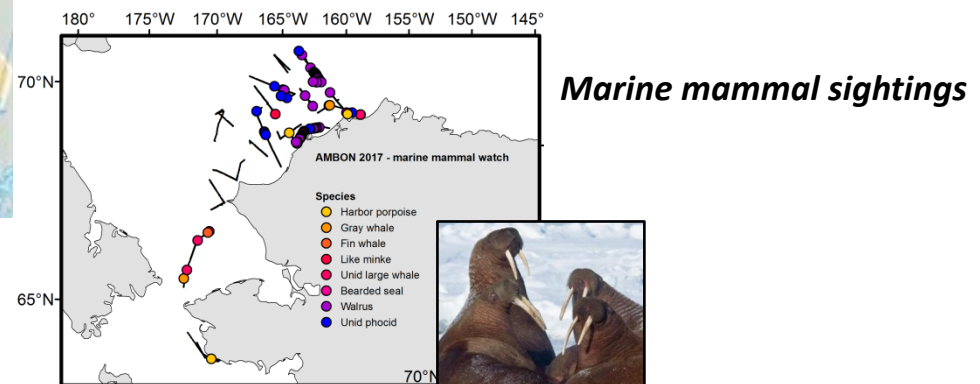 180° 175°W 170°W 165°W 160°W 155°W 150°W 145°
70°N
Marine mammal sightings
AMBON 2017 - marine mammal watch
Species
Harbor porpoise
Gray whale
Fin whale
Like minke
Unid large whale
Bearded seal
Walrus
Unid phocid
65°N
70°N